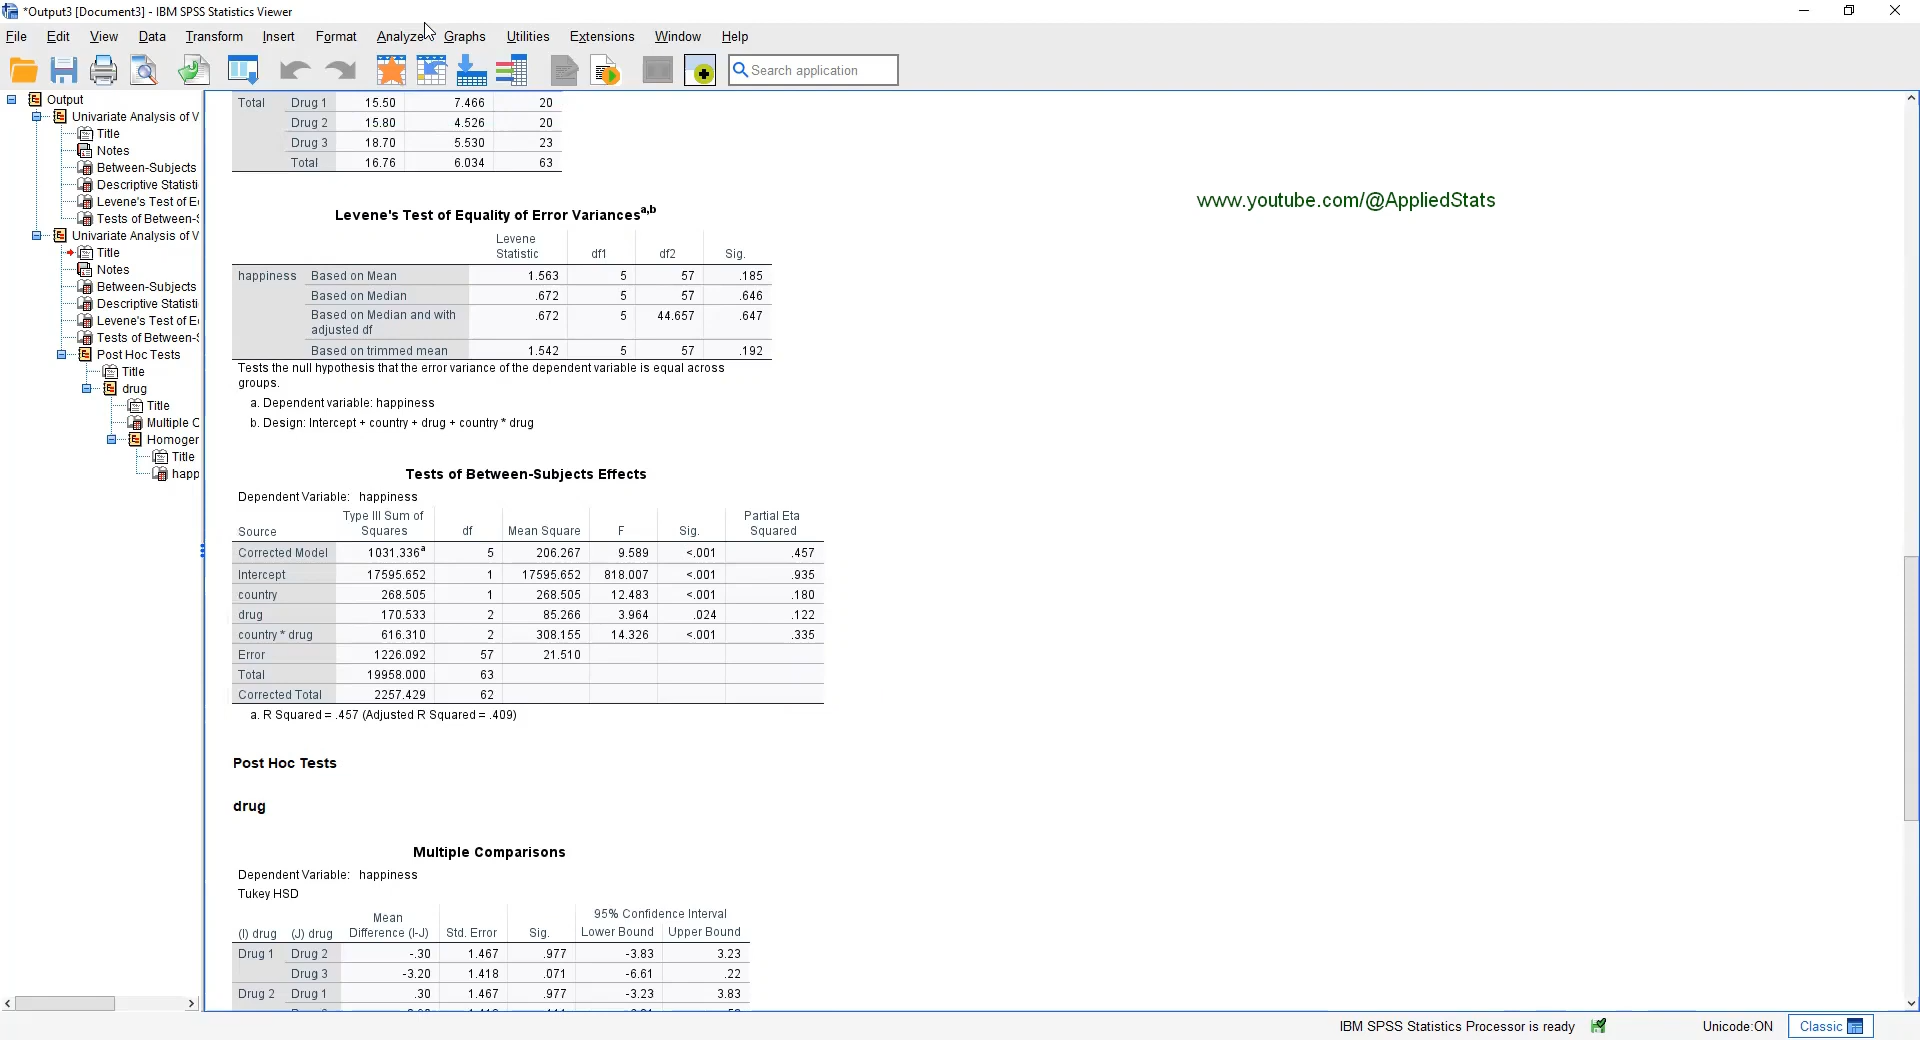 *Output3 [Document3] - IBM SPSS Statistics Viewer
File Edit View Data Transform Insert Format Analyze Graphs Utilities Extensions Window Help
Search application
Output
Univariate Analysis of V
Title
Notes
Between-Subjects
Descriptive Statisti
Levene's Test of E
Tests of Between-S
Univariate Analysis of V
Title
Notes
Between-Subjects
Descriptive Statisti
Levene's Test of E
Tests of Between-S
Post Hoc Tests
Title
drug
Title
Multiple C
Homoger
Title
happ
Total Drug 1 15.50 7.466 20
Drug 2 15.80 4.526 20
Drug 3 18.70 5.530 23
Total 16.76 6.034 63
www.youtube.com/@AppliedStats
Levene's Test of Equality of Error Variances a,b
Levene
Statistic df1 df2 Sig.
happiness Based on Mean 1.563 5 57 .185
Based on Median .672 5 57 .646
Based on Median and with .672 5 44.657 .647
adjusted df
Based on trimmed mean 1.542 5 57 .192
Tests the null hypothesis that the error variance of the dependent variable is equal across
groups.
a. Dependent variable: happiness
b. Design: Intercept + country + drug + country * drug
Tests of Between-Subjects Effects
Dependent Variable: happiness
Type III Sum of Partial Eta
Source Squares df Mean Square F Sig. Squared
Corrected Model 1031.336a 5 206.267 9.589 <.001 .457
Intercept 17595.652 1 17595.652 818.007 <.001 .935
country 268.505 1 268.505 12.483 <.001 .180
drug 170.533 2 85.266 3.964 .024 .122
country * drug 616.310 2 308.155 14.326 <.001 .335
Error 1226.092 57 21.510
Total 19958.000 63
Corrected Total 2257.429 62
a. R Squared = .457 (Adjusted R Squared = .409)
Post Hoc Tests
drug
Multiple Comparisons
Dependent Variable: happiness
Tukey HSD
Mean 95% Confidence Interval
(I) drug (J) drug Difference (I-J) Std. Error Sig. Lower Bound Upper Bound
Drug 1 Drug 2 -.30 1.467 .977 -3.83 3.23
Drug 3 -3.20 1.418 .071 -6.61 .22
Drug 2 Drug 1 .30 1.467 .977 -3.23 3.83
IBM SPSS Statistics Processor is ready Unicode:ON Classic